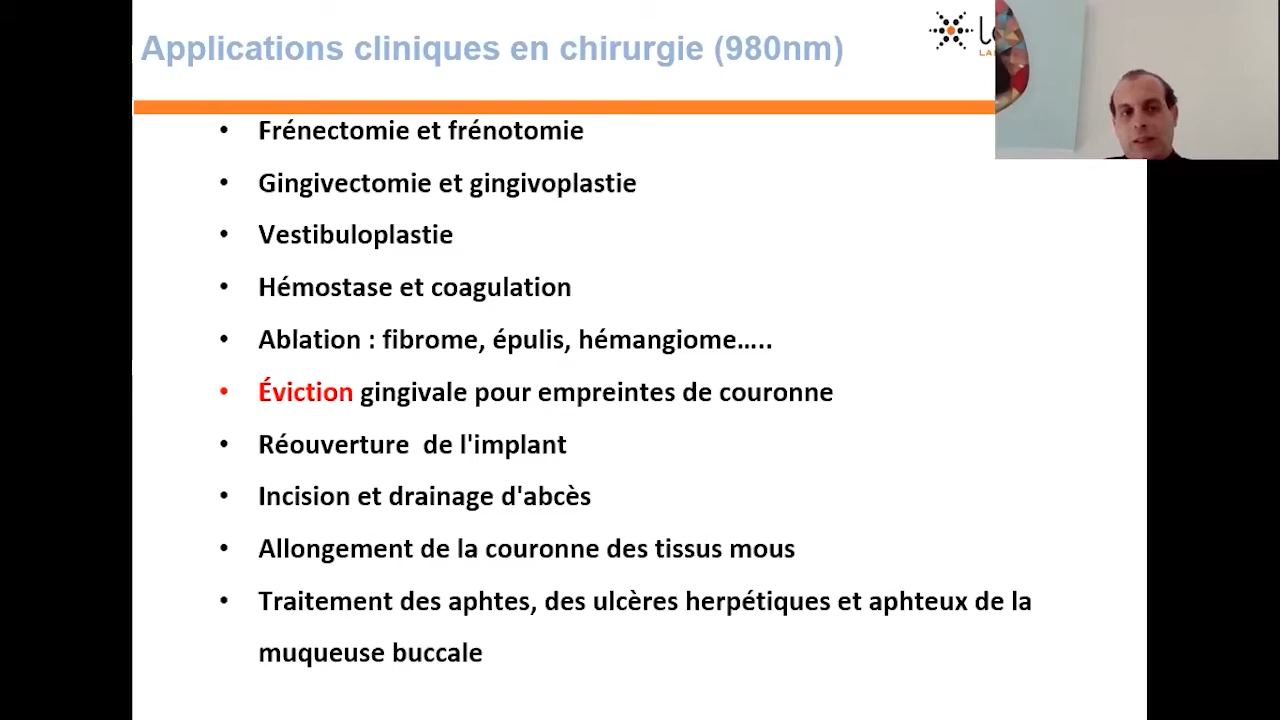 Applications cliniques en chirurgie (980nm)
• Frénectomie et frénotomie
• Gingivectomie et gingivoplastie
• Vestibuloplastie
• Hémostase et coagulation
• Ablation : fibrome, épulis, hémangiome…..
• Éviction gingivale pour empreintes de couronne
• Réouverture de l'implant
• Incision et drainage d'abcès
• Allongement de la couronne des tissus mous
• Traitement des aphtes, des ulcères herpétiques et aphteux de la
muqueuse buccale